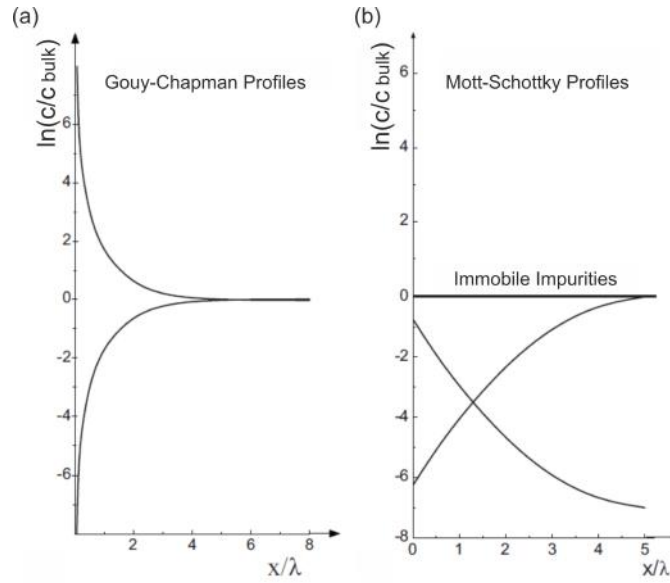 (a)
ln(c/c bulk)
Gouy-Chapman Profiles
6
4
2
0
-2
-4
-6
2
4
6
8
x/λ
(b)
ln(c/c bulk)
Mott-Schottky Profiles
6
4
2
Immobile Impurities
0
-2
-4
-6
-8
0
1
2
3
4
5
x/λ